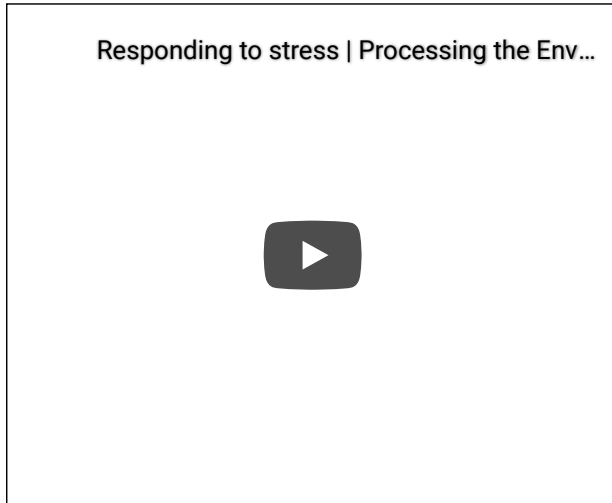 Responding to stress | Processing the Env...